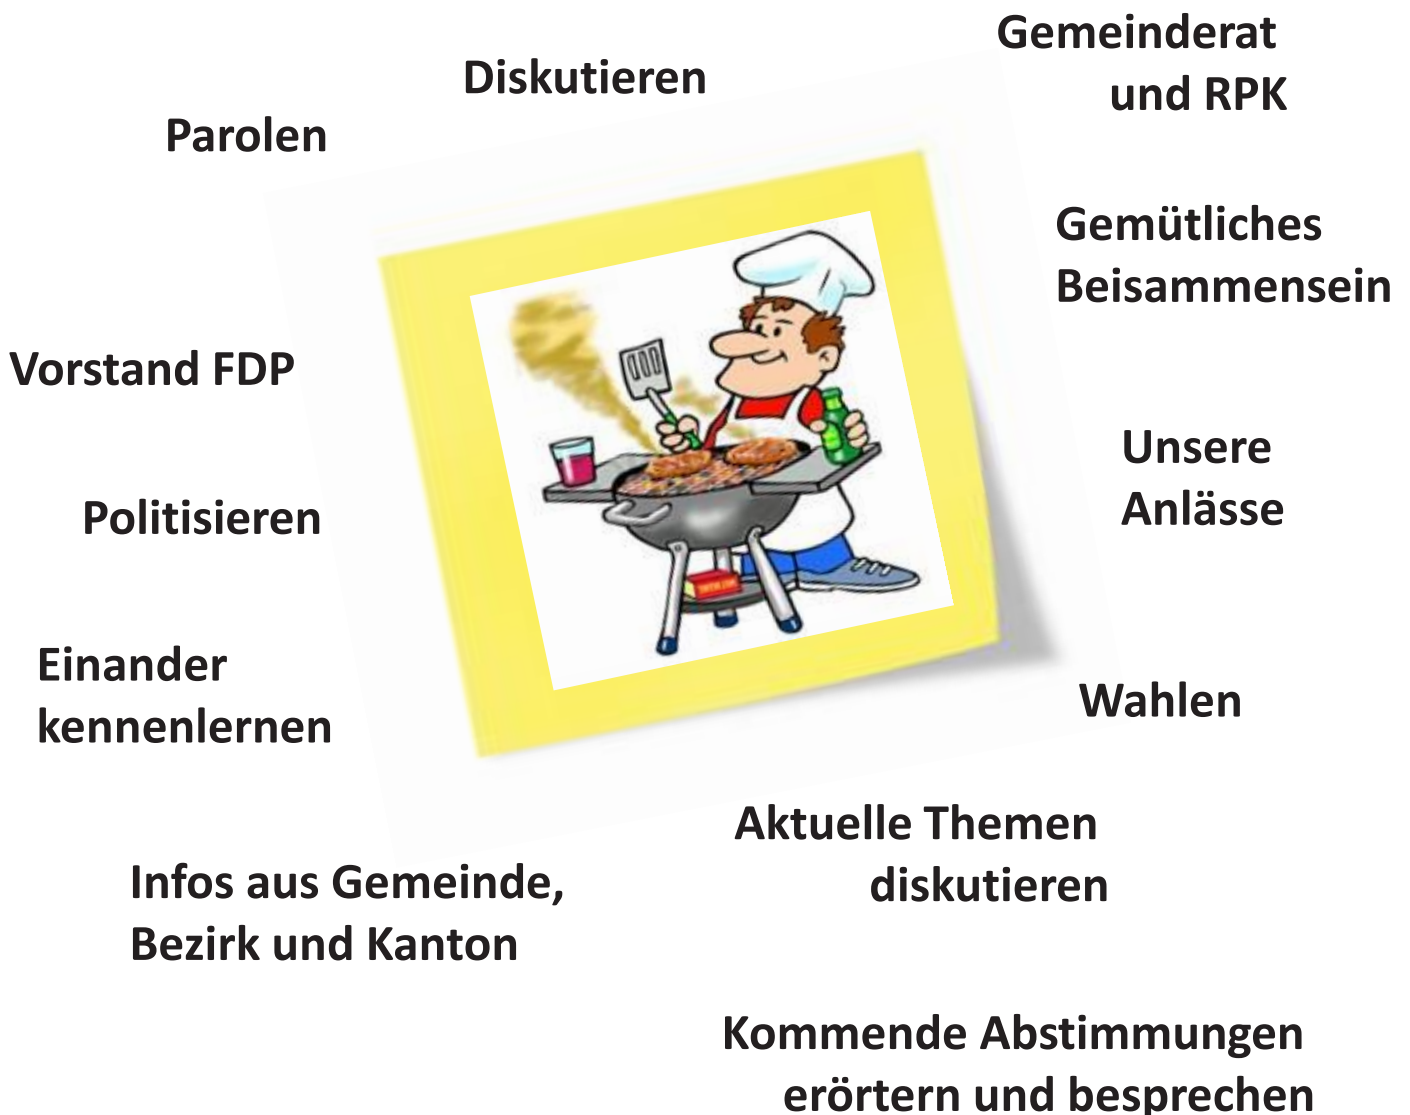 Gemeinderat
und RPK
Diskutieren
Parolen
Gemütliches
Beisammensein
Vorstand FDP
Unsere
Anlässe
Politisieren
Einander
kennenlernen
Wahlen
Aktuelle Themen
diskutieren
Infos aus Gemeinde,
Bezirk und Kanton
Kommende Abstimmungen
erörtern und besprechen